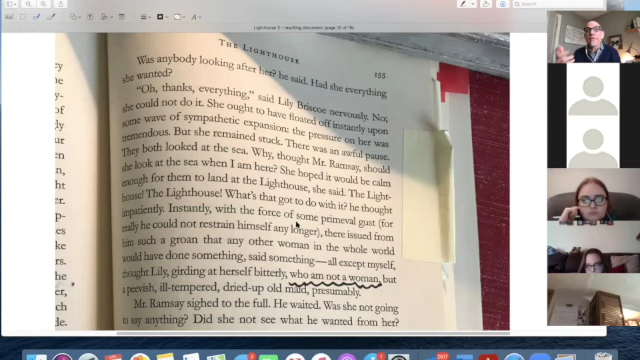 THE LIGHTHOUSE 155
Was anybody looking after her? he said. Had she everything
she wanted?
"Oh, thanks, everything," said Lily Briscoe nervously. No;
she could not do it. She ought to have floated off instantly upon
some wave of sympathetic expansion: the pressure on her was
tremendous. But she remained stuck. There was an awful pause.
They both looked at the sea. Why, thought Mr. Ramsay, should
she look at the sea when I am here? She hoped it would be calm
enough for them to land at the Lighthouse, she said. The Light-
house! The Lighthouse! What's that got to do with it? he thought
impatiently. Instantly, with the force of some primeval gust (for
really he could not restrain himself any longer), there issued from
him such a groan that any other woman in the whole world
would have done something, said something—all except myself,
thought Lily, girding at herself bitterly, who am not a woman, but
a peevish, ill-tempered, dried-up old maid, presumably.
Mr. Ramsay sighed to the full. He waited. Was she not going
to say anything? Did she not see what he wanted from her?